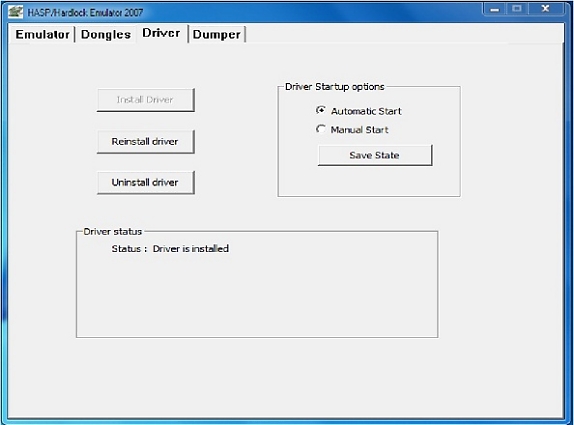 HASP/Hardlock Emulator 2007
Emulator Dongles Driver Dumper
Install Driver
Reinstall driver
Uninstall driver
Driver Startup options
Automatic Start
Manual Start
Save State
Driver status
Status : Driver is installed